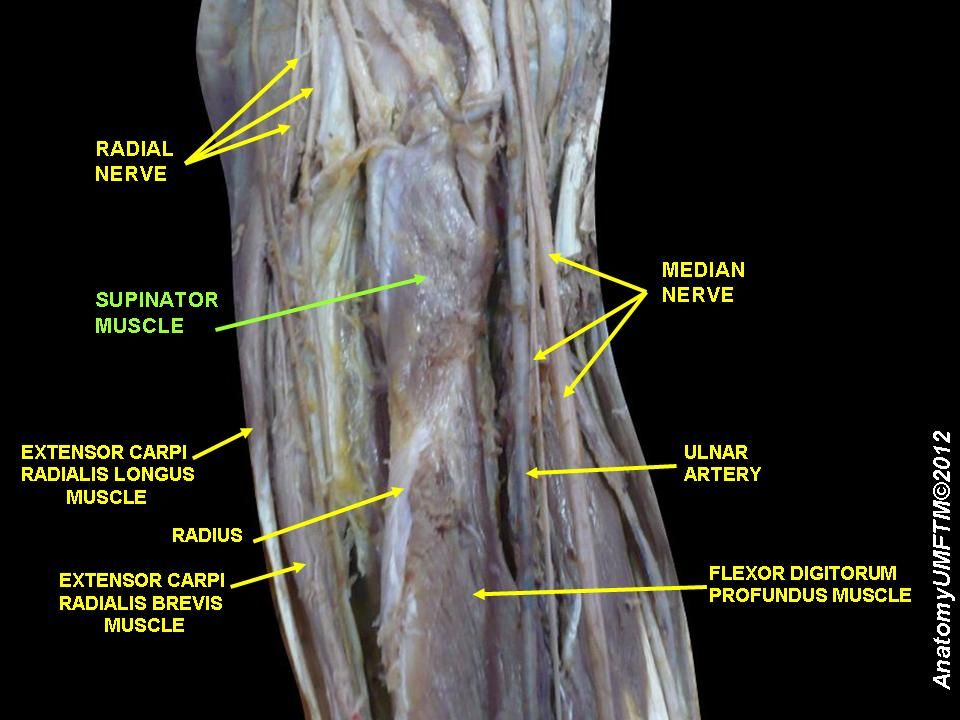 RADIAL
NERVE
SUPINATOR
MUSCLE
MEDIAN
NERVE
EXTENSOR CARPI
RADIALIS LONGUS
MUSCLE
ULNAR
ARTERY
RADIUS
EXTENSOR CARPI
RADIALIS BREVIS
MUSCLE
FLEXOR DIGITORUM
PROFUNDUS MUSCLE
AnatomyUMFTM©2012